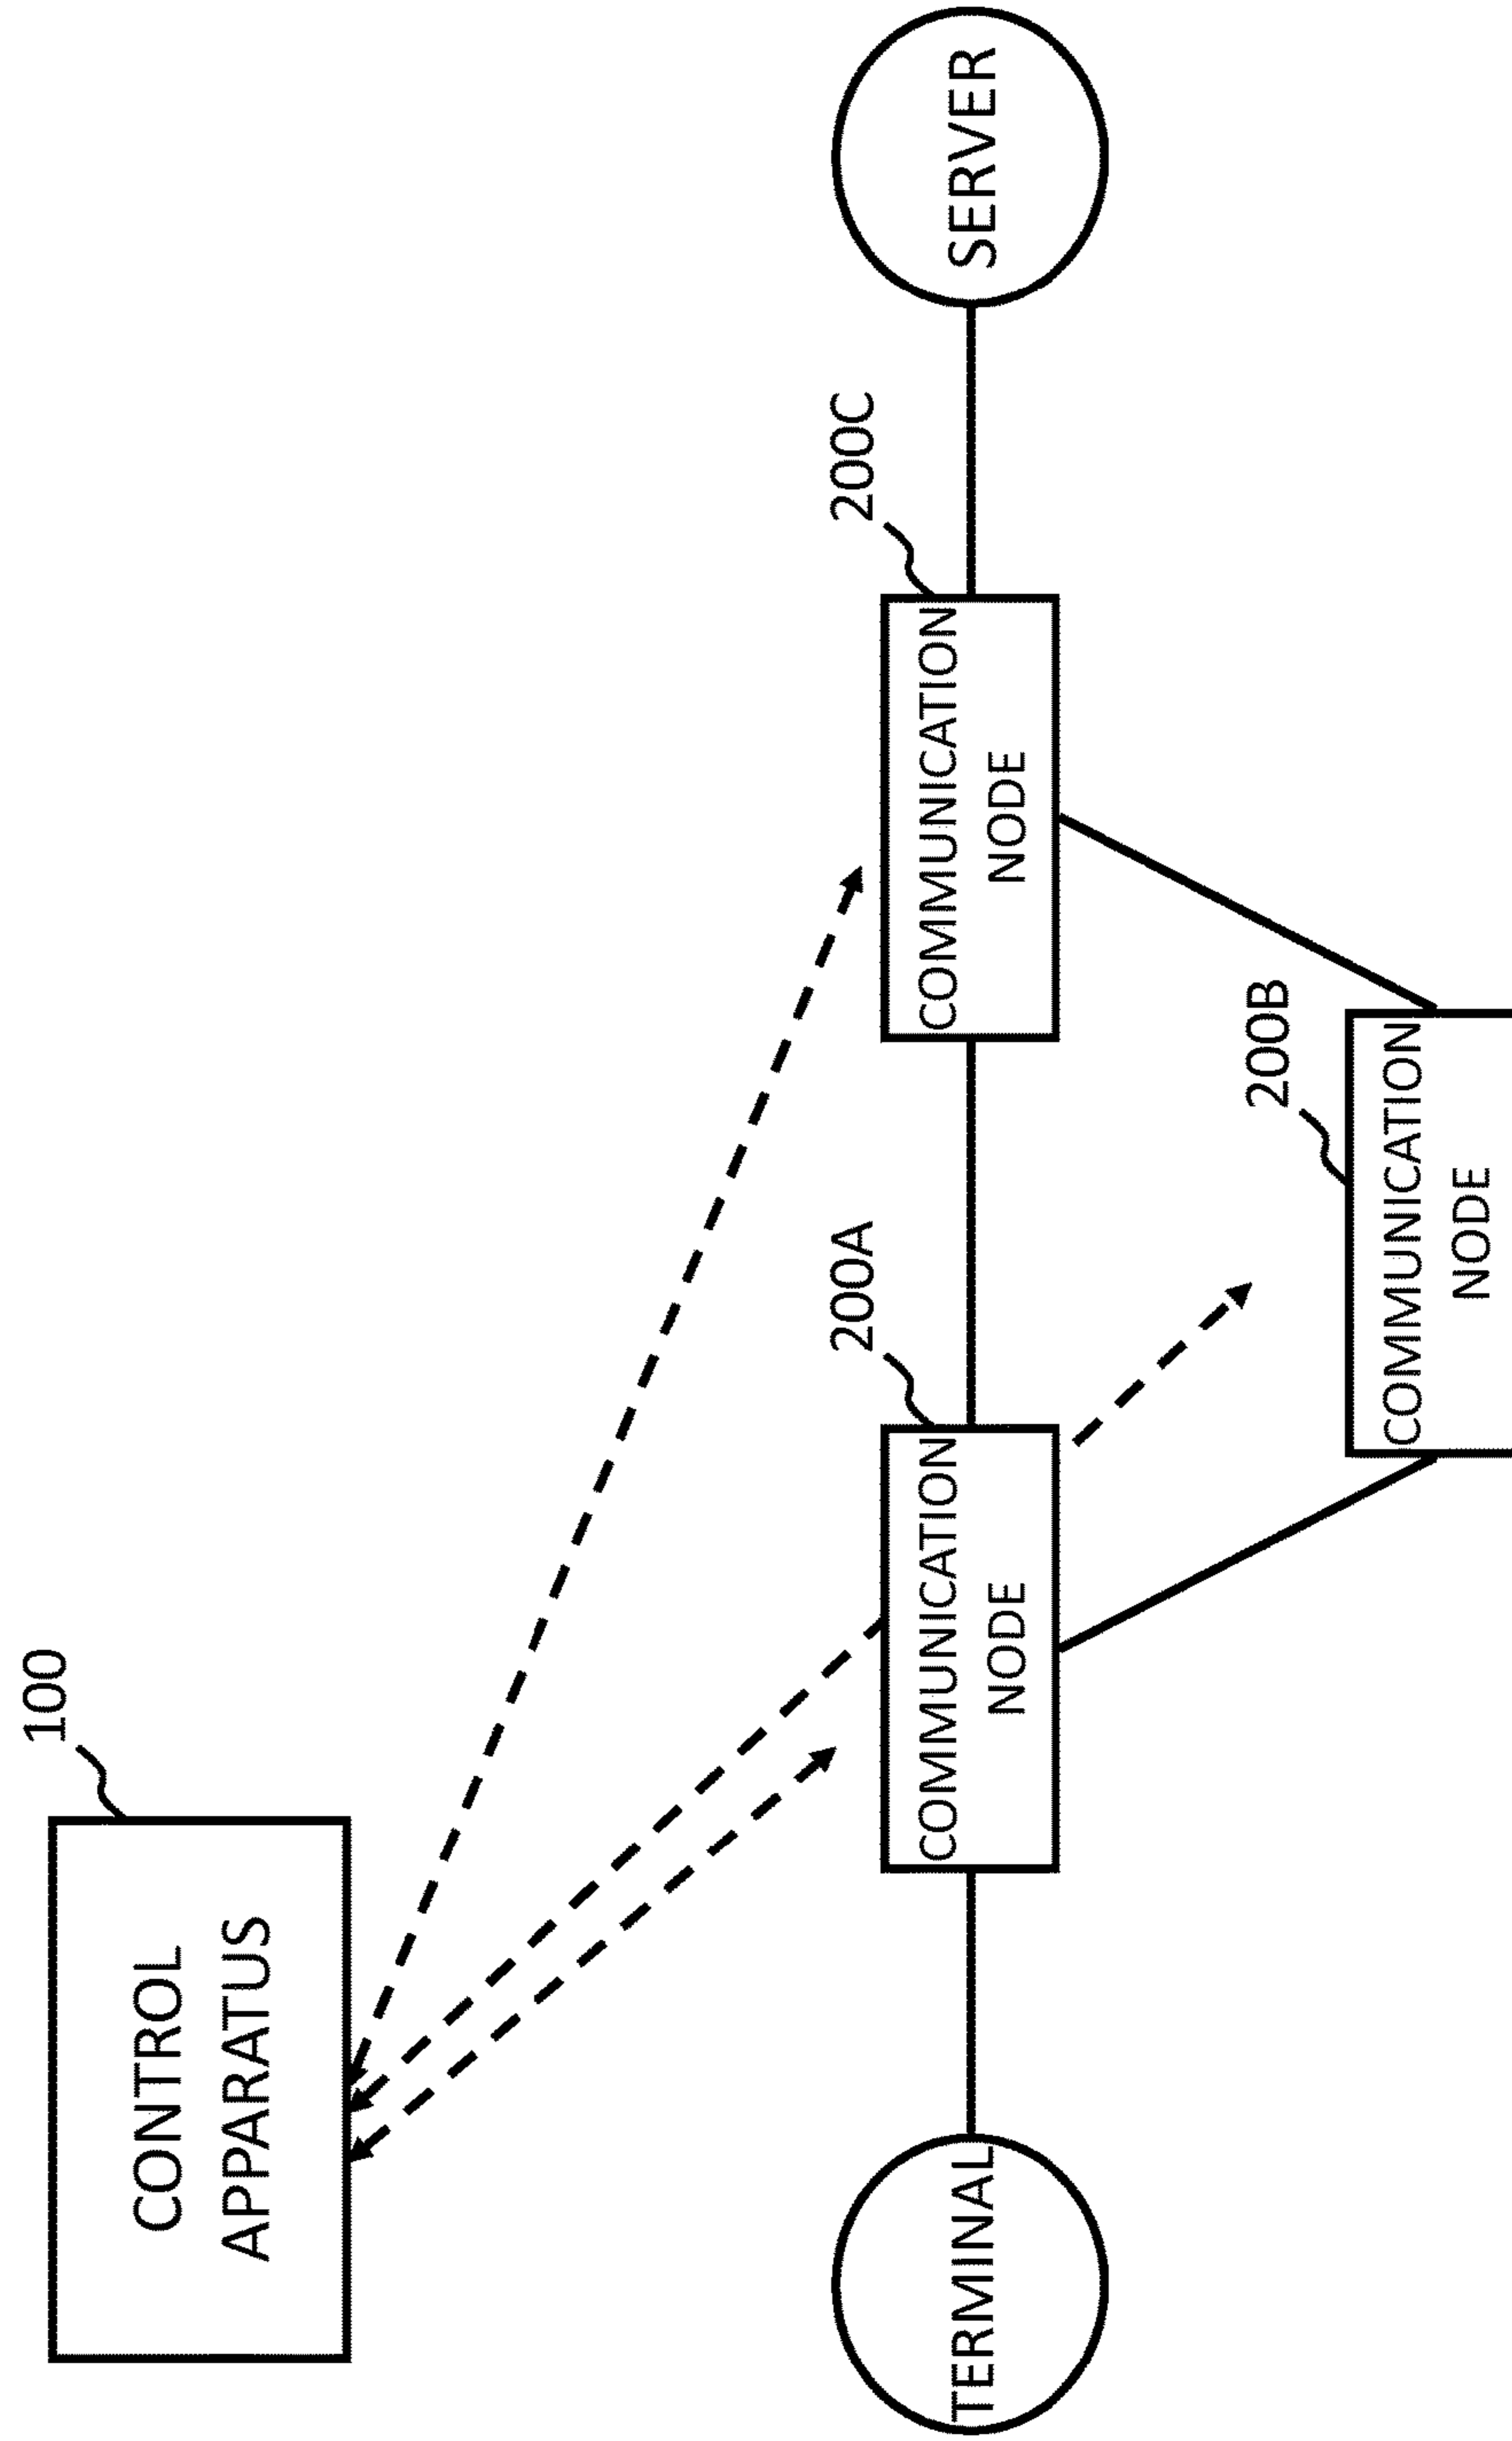 100
CONTROL
APPARATUS
200A
200C
TERMINAL
COMMUNICATION
NODE
COMMUNICATION
NODE
SERVER
200B
COMMUNICATION
NODE